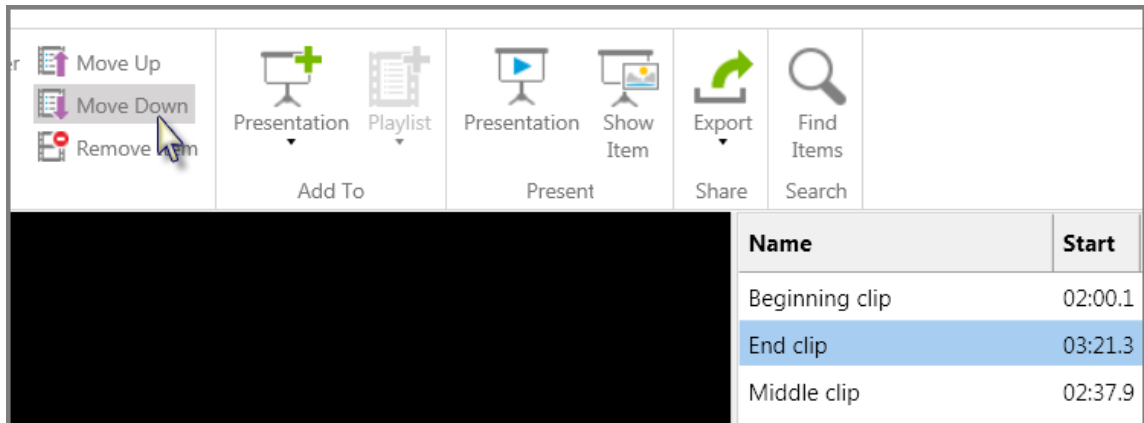 r
Move Up
Move Down
Remove Item
Presentation
Playlist
Add To
Presentation
Show
Item
Present
Export
Share
Find
Items
Search
Name Start
Beginning clip 02:00.1
End clip 03:21.3
Middle clip 02:37.9